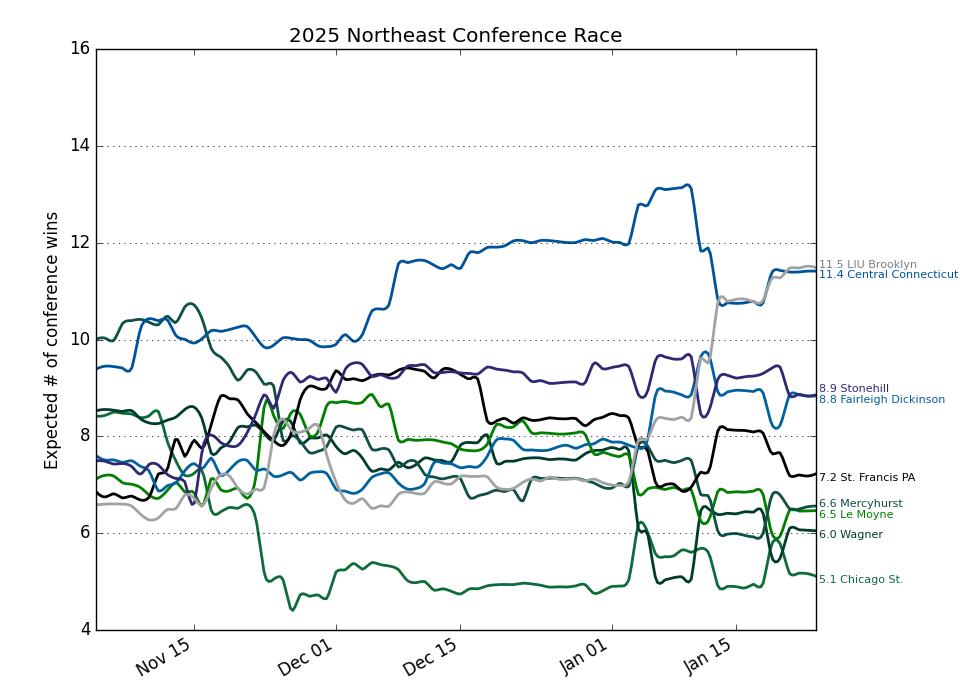 2025 Northeast Conference Race
Expected # of conference wins
16
14
12
10
8
6
4
Nov 15
Dec 01
Dec 15
Jan 01
Jan 15
11.5 LIU Brooklyn
11.4 Central Connecticut
8.9 Stonehill
8.8 Fairleigh Dickinson
7.2 St. Francis PA
6.6 Mercyhurst
6.5 Le Moyne
6.0 Wagner
5.1 Chicago St.